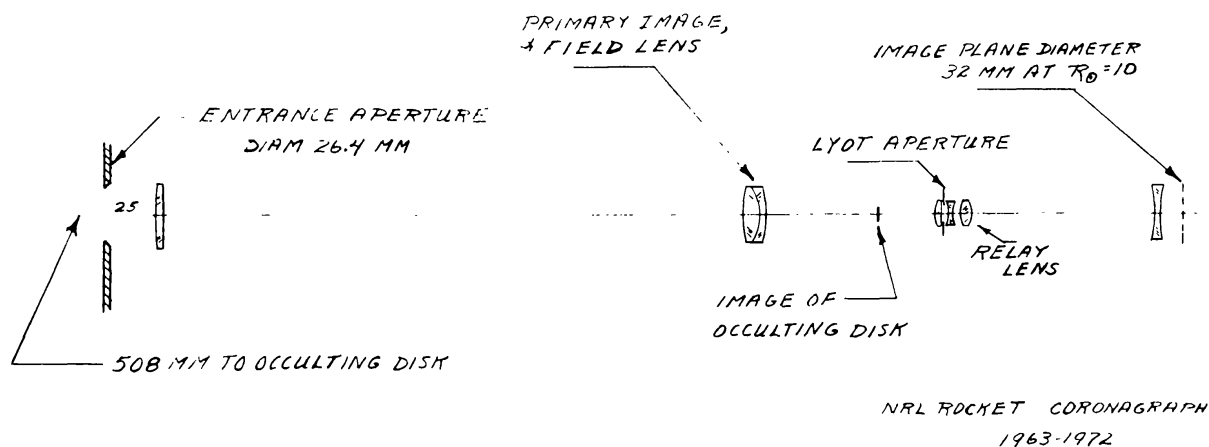 PRIMARY IMAGE,
& FIELD LENS
IMAGE PLANE DIAMETER
32 MM AT R⊙=10
ENTRANCE APERTURE
DIAM 26.4 MM
LYOT APERTURE
25
RELAY
LENS
IMAGE OF
OCCULTING DISK
508 MM TO OCCULTING DISK
NRL ROCKET CORONAGRAPH
1963-1972